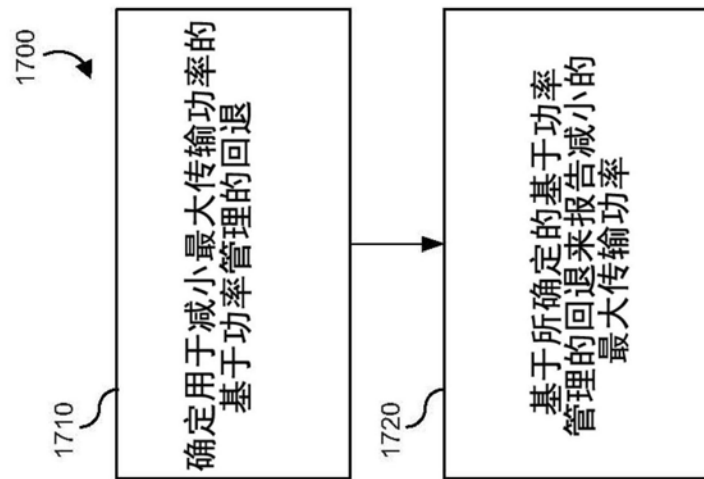 1700
1710
确定用于减小最大传输功率的
基于功率管理的回退
1720
基于所确定的基于功率
管理的回退来报告减小的
最大传输功率